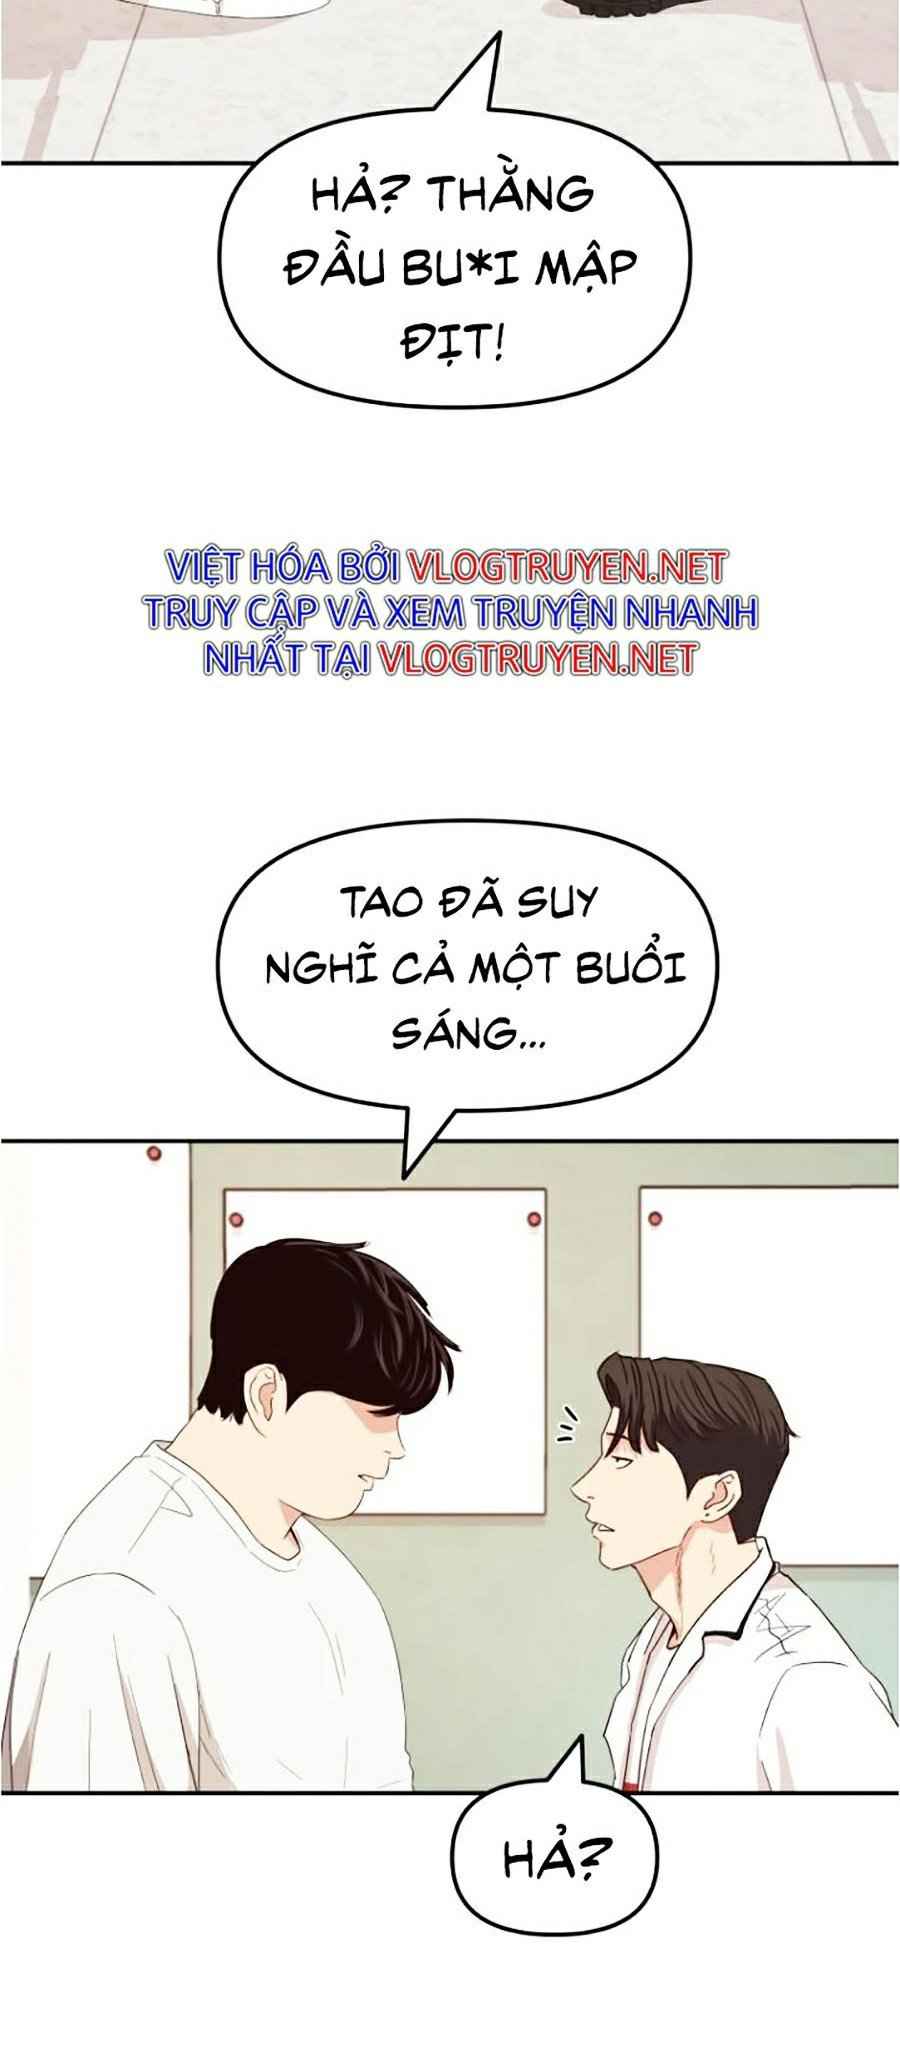 HẢ? THẰNG
ĐẦU BU*I MẬP
ĐỊT!
VIỆT HÓA BỞI VLOGTRUYEN.NET
TRUY CẬP VÀ XEM TRUYỆN NHANH
NHẤT TẠI VLOGTRUYEN.NET
TAO ĐÃ SUY
NGHĨ CẢ MỘT BUỔI
SÁNG...
HẢ?